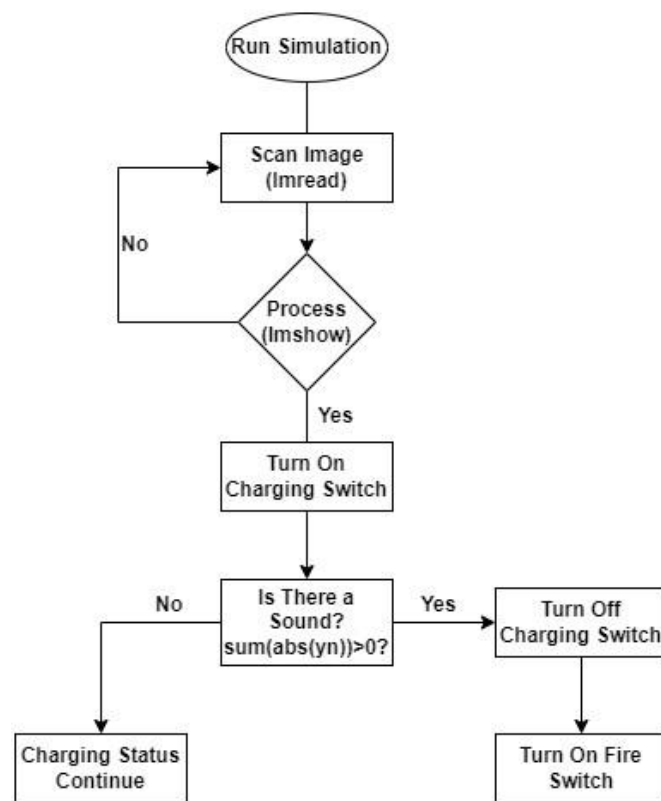 Run Simulation
Scan Image
(Imread)
No
Process
(Imshow)
Yes
Turn On
Charging Switch
No
Is There a
Sound?
sum(abs(yn))>0?
Yes
Turn Off
Charging Switch
Charging Status
Continue
Turn On Fire
Switch